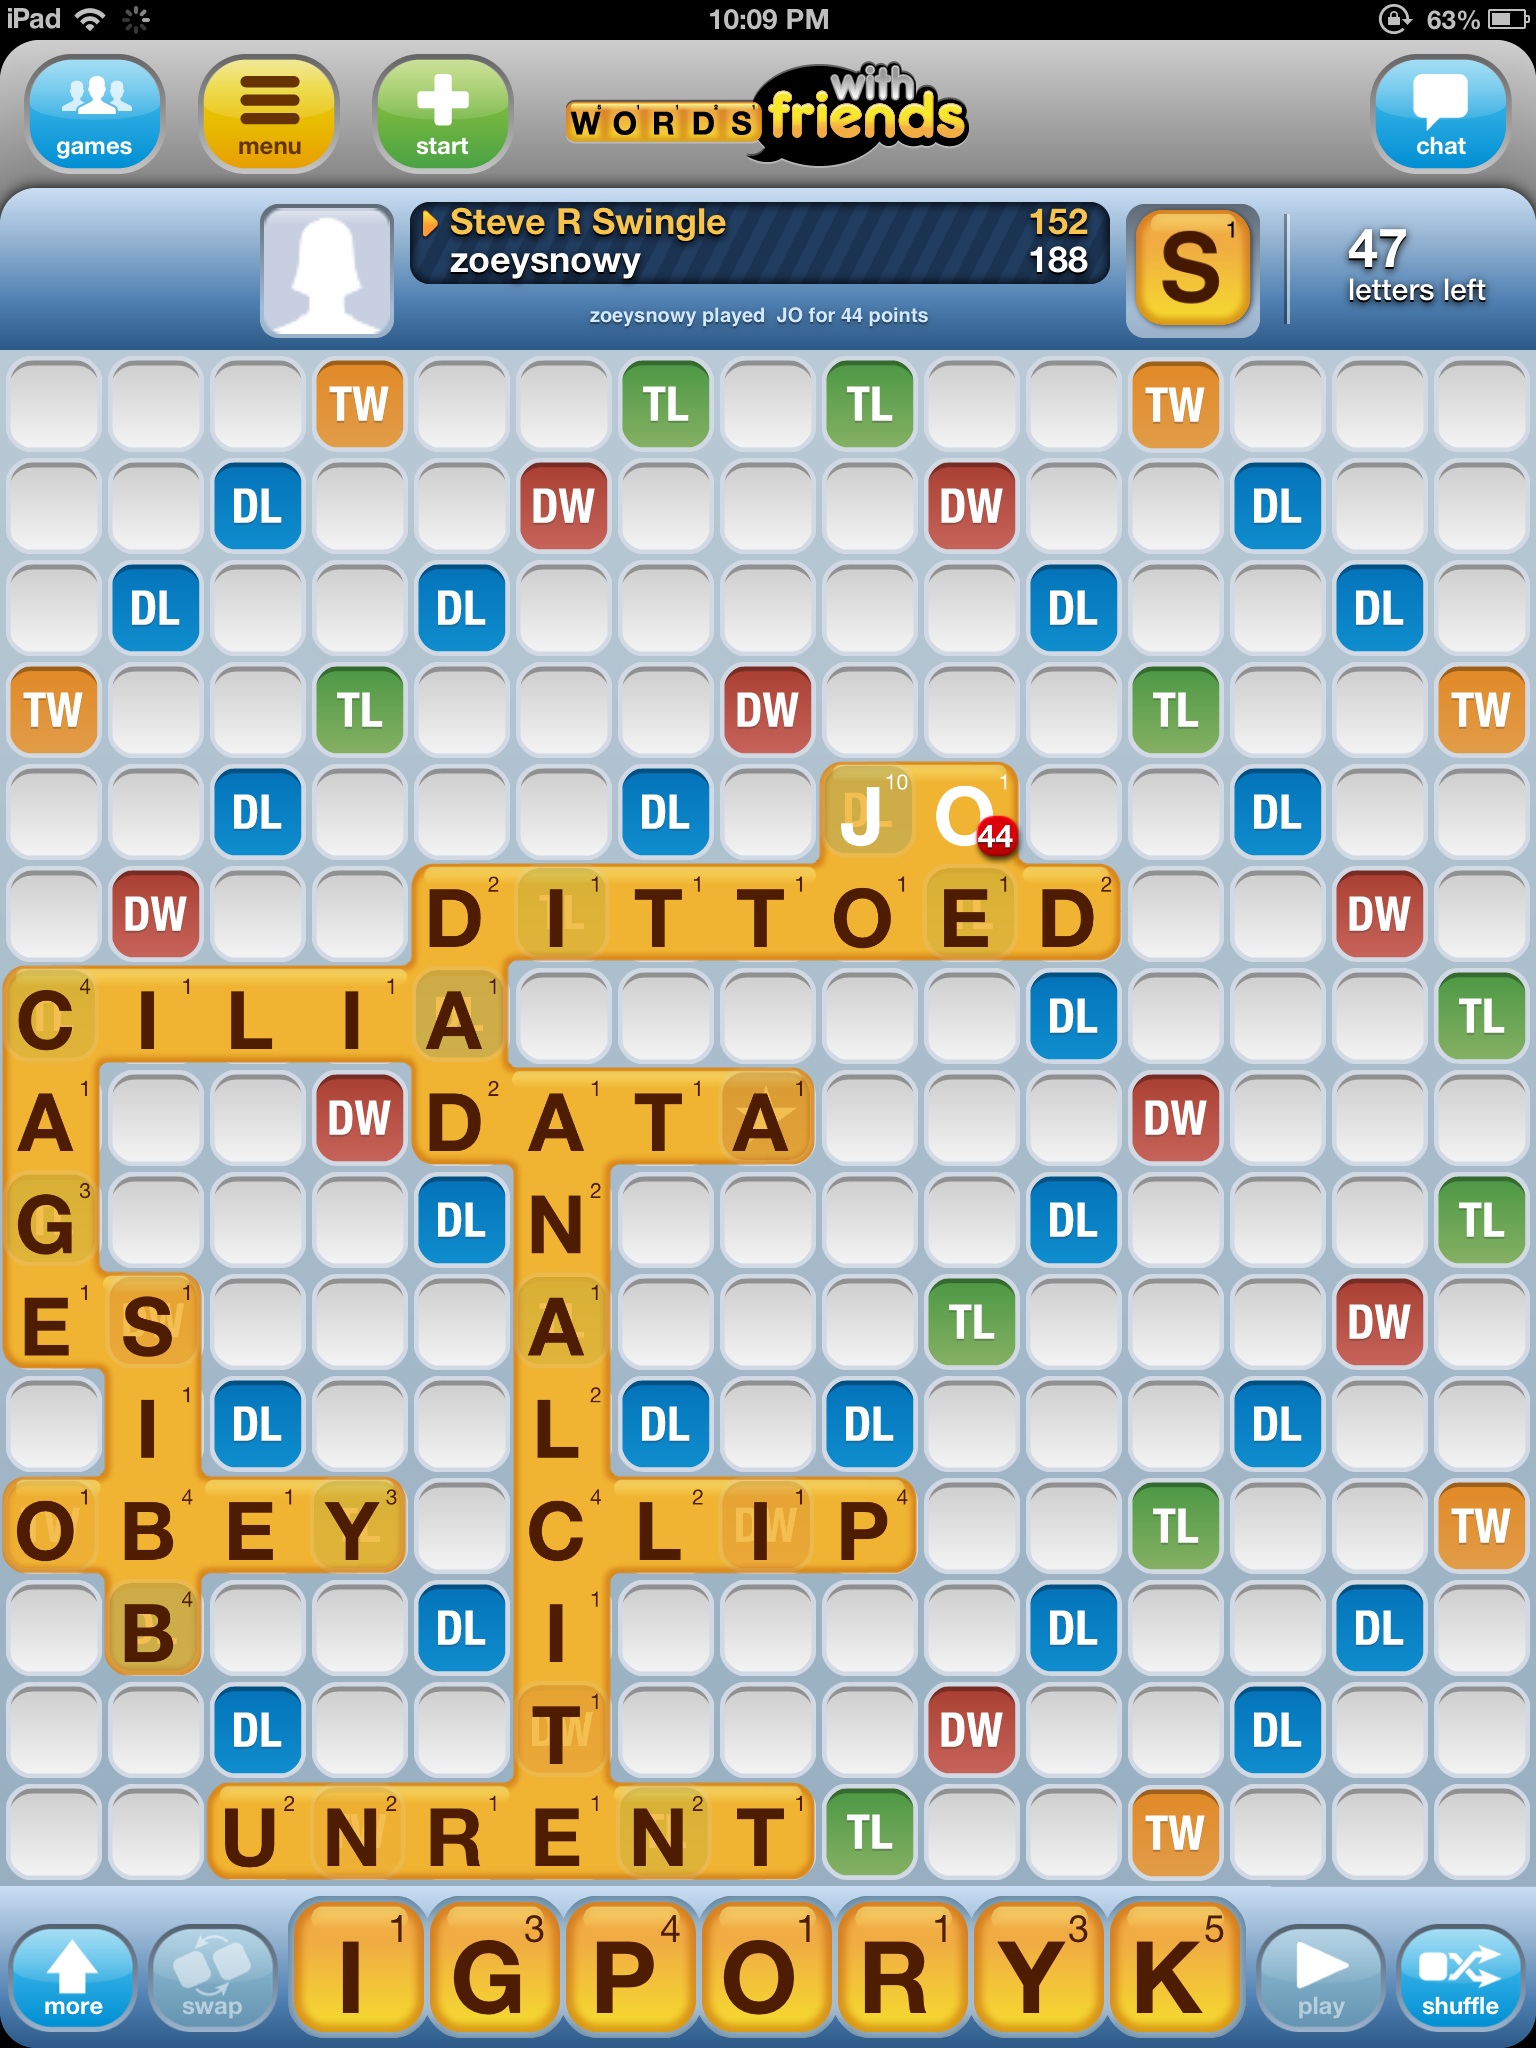 iPad 10:09 PM 63%
games menu start WORDS with friends chat
Steve R Swingle 152
zoeysnowy 188
zoeysnowy played JO for 44 points
S 1
47
letters left
TW TL TL TW
DL DW DW DL
DL DL DL DL
TW TL DW TL TW
DL DL J 10 O 1 44 DL
DW D 2 I 1 T 1 T 1 O 1 E 1 D 2 DW
C 4 I 1 L I 1 A 1 DL TL
A 1 DW D 2 A 1 T 1 A 1 DW
G 3 DL N 2 DL TL
E 1 S 1 A 1 TL DW
I 1 DL L 2 DL DL DL
O 1 B 4 E 1 Y 3 C 4 L 2 I 1 P 4 TL TW
B 4 DL I 1 DL DL
DL T 1 DW DL
U 2 N 2 R 1 E 1 N 2 T 1 TL TW
more swap I 1 G 3 P 4 O 1 R 1 Y 3 K 5 play shuffle